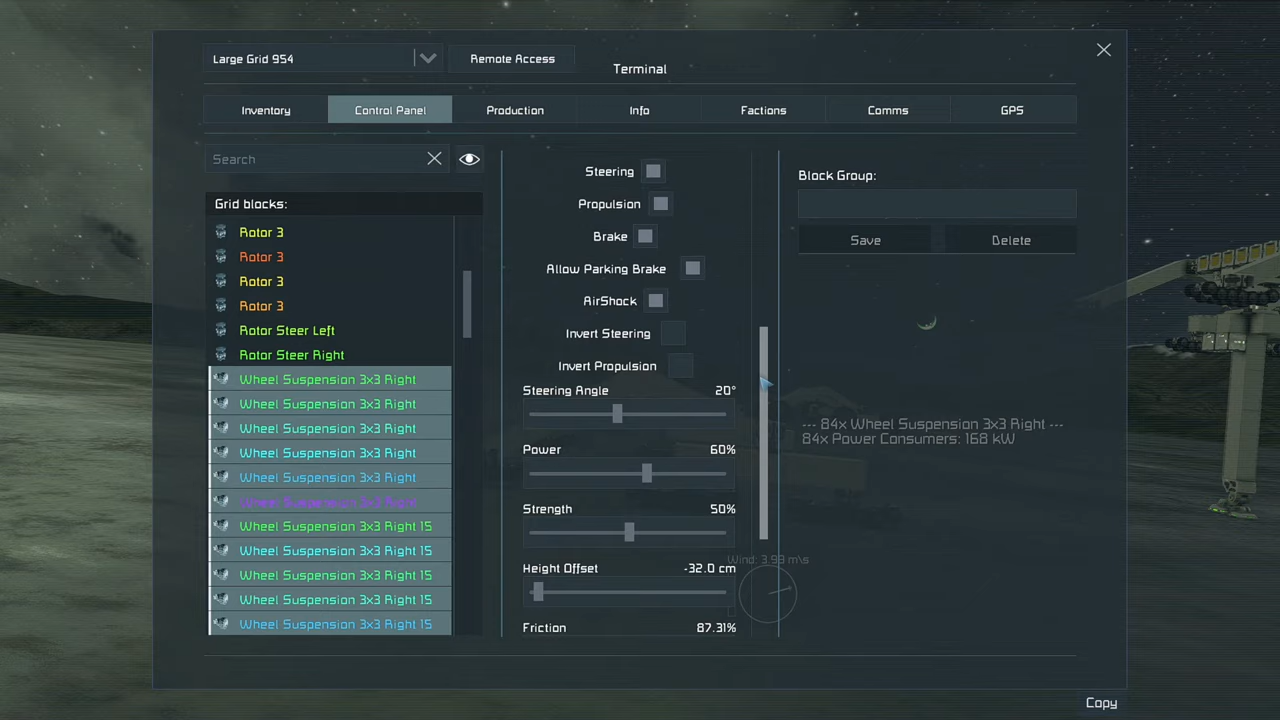 Large Grid 954
Remote Access
Terminal
Inventory
Control Panel
Production
Info
Factions
Comms
GPS
Search
Grid blocks:
Rotor 3
Rotor 3
Rotor 3
Rotor 3
Rotor Steer Left
Rotor Steer Right
Wheel Suspension 3x3 Right
Wheel Suspension 3x3 Right
Wheel Suspension 3x3 Right
Wheel Suspension 3x3 Right
Wheel Suspension 3x3 Right
Wheel Suspension 3x3 Right
Wheel Suspension 3x3 Right 15
Wheel Suspension 3x3 Right 15
Wheel Suspension 3x3 Right 15
Wheel Suspension 3x3 Right 15
Wheel Suspension 3x3 Right 15
Steering
Propulsion
Brake
Allow Parking Brake
AirShock
Invert Steering
Invert Propulsion
Steering Angle 20°
Power 60%
Strength 50%
Height Offset -32.0 cm
Friction 87.31%
Block Group:
Save
Delete
--- 84x Wheel Suspension 3x3 Right ---
84x Power Consumers: 168 kW
Wind: 3.93 m\s
Copy